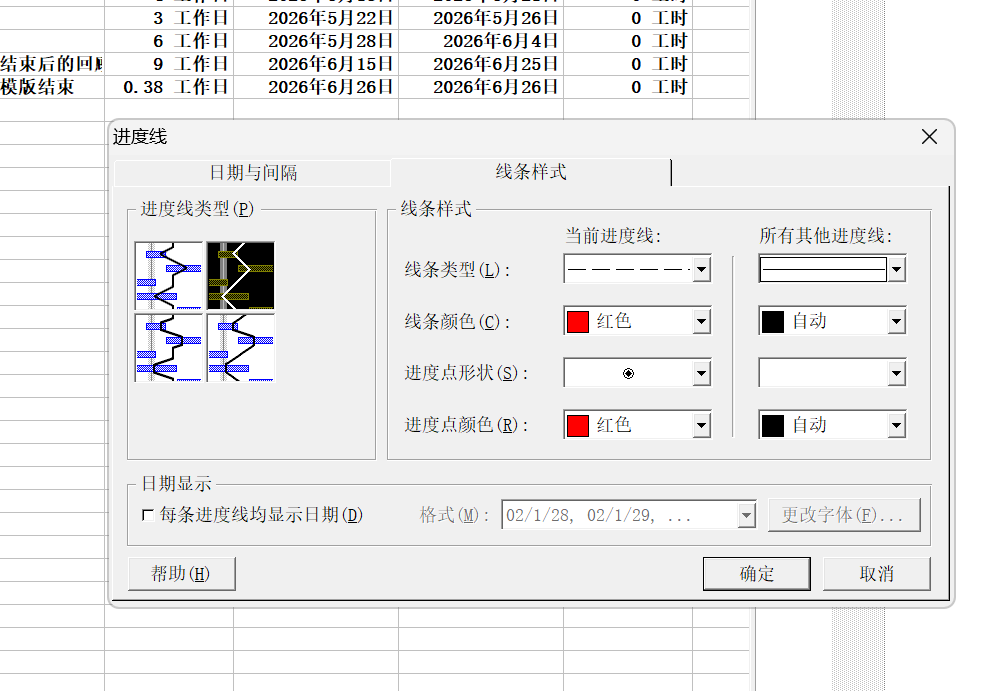 3 工作日 2026年5月22日 2026年5月26日 0 工时
6 工作日 2026年5月28日 2026年6月4日 0 工时
结束后的回顾 9 工作日 2026年6月15日 2026年6月25日 0 工时
模版结束 0.38 工作日 2026年6月26日 2026年6月26日 0 工时
进度线
日期与间隔 线条样式
进度线类型(P) 线条样式
当前进度线: 所有其他进度线:
线条类型(L):
线条颜色(C): 红色 自动
进度点形状(S):
进度点颜色(R): 红色 自动
日期显示
每条进度线均显示日期(D) 格式(M): 02/1/28, 02/1/29, ... 更改字体(F)...
帮助(H) 确定 取消